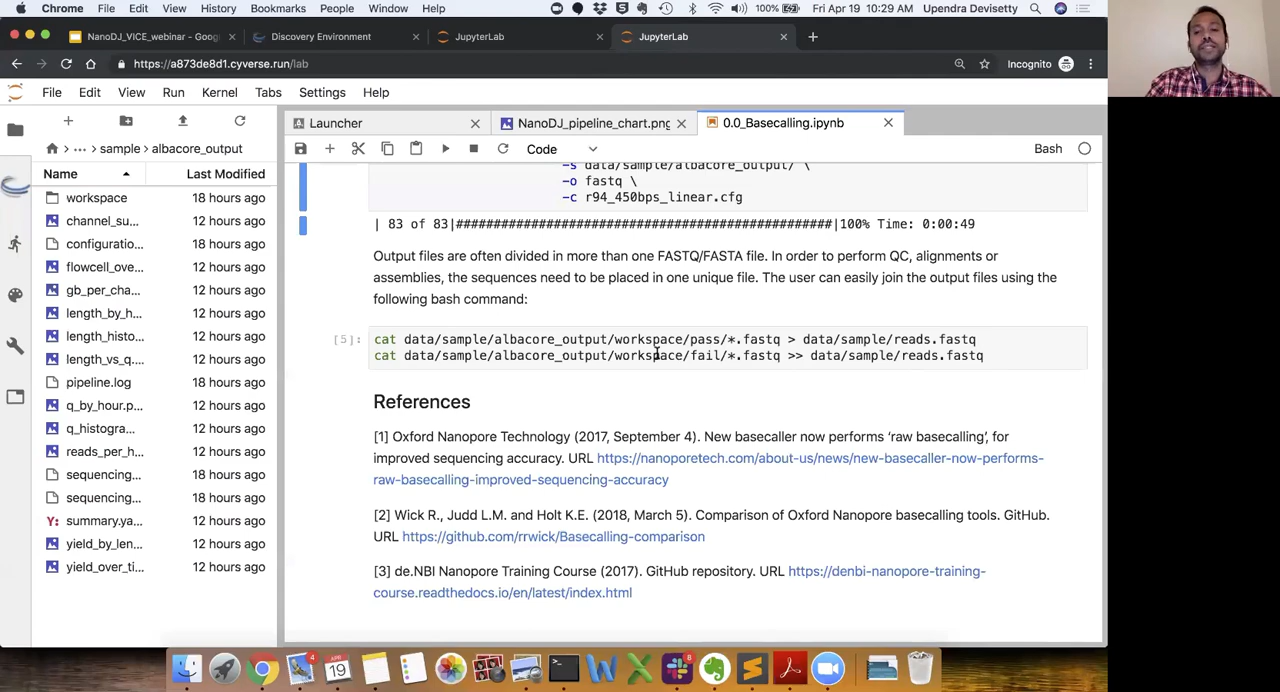 Chrome File Edit View History Bookmarks People Window Help 100% Fri Apr 19 10:29 AM Upendra Devisetty
NanoDJ_VICE_webinar - Goog Discovery Environment JupyterLab JupyterLab
https://a873de8d1.cyverse.run/lab Incognito
File Edit View Run Kernel Tabs Settings Help
Launcher NanoDJ_pipeline_chart.png 0.0_Basecalling.ipynb
… > sample > albacore_output
Code Bash
Name Last Modified
workspace 18 hours ago
channel_su... 12 hours ago
configuratio... 18 hours ago
flowcell_ove... 12 hours ago
gb_per_cha... 12 hours ago
length_by_h... 12 hours ago
length_histo... 12 hours ago
length_vs_q... 12 hours ago
pipeline.log 18 hours ago
q_by_hour.p... 12 hours ago
q_histogra... 12 hours ago
reads_per_h... 12 hours ago
sequencing... 18 hours ago
sequencing... 18 hours ago
Y: summary.ya... 12 hours ago
yield_by_len... 12 hours ago
yield_over_ti... 12 hours ago
-s data/sample/albacore_output/ \
-o fastq \
-c r94_450bps_linear.cfg
| 83 of 83|##################################################|100% Time: 0:00:49
Output files are often divided in more than one FASTQ/FASTA file. In order to perform QC, alignments or
assemblies, the sequences need to be placed in one unique file. The user can easily join the output files using the
following bash command:
[5]: cat data/sample/albacore_output/workspace/pass/*.fastq > data/sample/reads.fastq
cat data/sample/albacore_output/workspace/fail/*.fastq >> data/sample/reads.fastq
References
[1] Oxford Nanopore Technology (2017, September 4). New basecaller now performs ‘raw basecalling’, for
improved sequencing accuracy. URL https://nanoporetech.com/about-us/news/new-basecaller-now-performs-
raw-basecalling-improved-sequencing-accuracy
[2] Wick R., Judd L.M. and Holt K.E. (2018, March 5). Comparison of Oxford Nanopore basecalling tools. GitHub.
URL https://github.com/rrwick/Basecalling-comparison
[3] de.NBI Nanopore Training Course (2017). GitHub repository. URL https://denbi-nanopore-training-
course.readthedocs.io/en/latest/index.html
4 APR 19 8